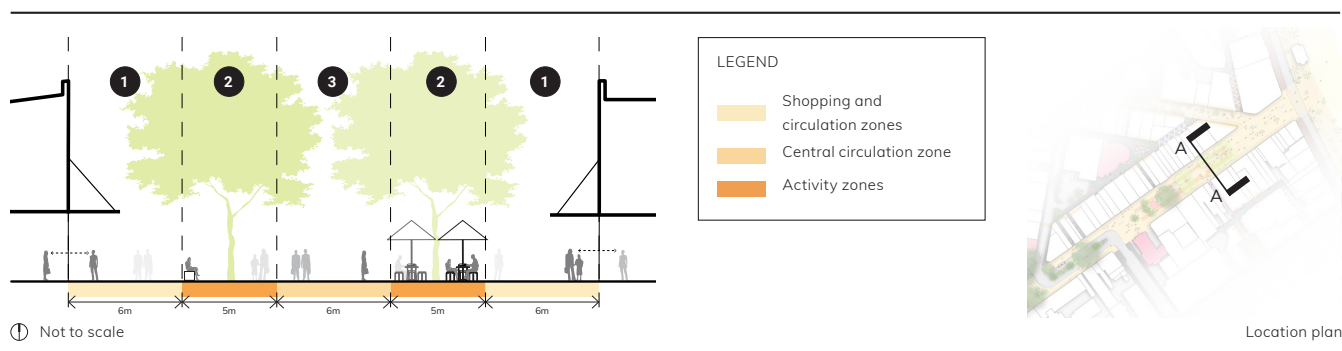 1 2 3 2 1
6m 5m 6m 5m 6m
Not to scale
LEGEND
Shopping and
circulation zones
Central circulation zone
Activity zones
A
A
Location plan